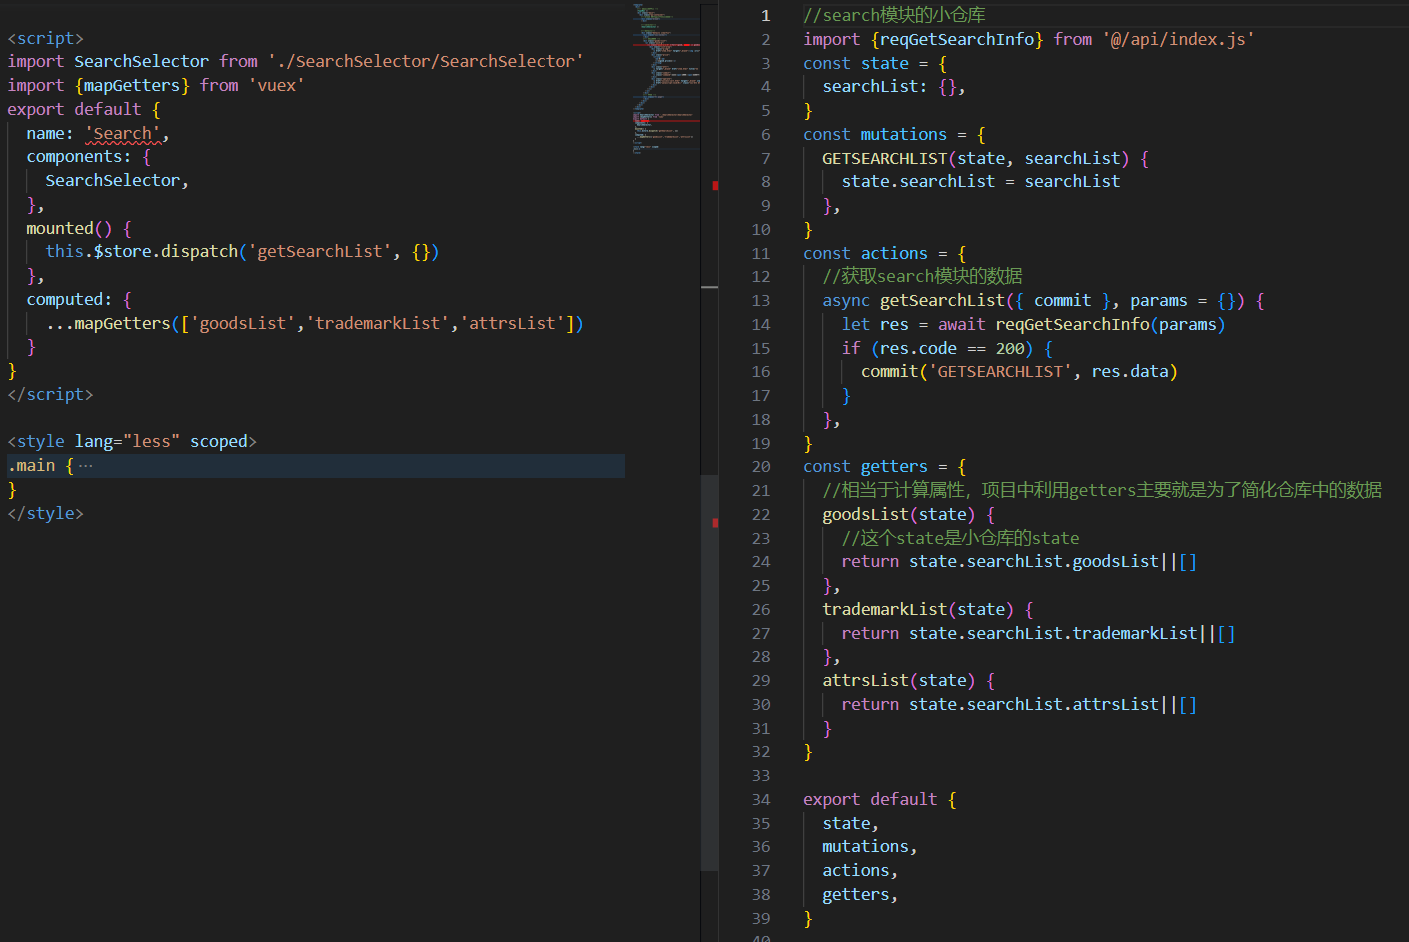 <script>
import SearchSelector from './SearchSelector/SearchSelector'
import {mapGetters} from 'vuex'
export default {
  name: 'Search',
  components: {
    SearchSelector,
  },
  mounted() {
    this.$store.dispatch('getSearchList', {})
  },
  computed: {
    ...mapGetters(['goodsList','trademarkList','attrsList'])
  }
}
</script>

<style lang="less" scoped>
.main { ···
}
</style>
1 //search模块的小仓库
2 import {reqGetSearchInfo} from '@/api/index.js'
3 const state = {
4   searchList: {},
5 }
6 const mutations = {
7   GETSEARCHLIST(state, searchList) {
8     state.searchList = searchList
9   },
10 }
11 const actions = {
12   //获取search模块的数据
13   async getSearchList({ commit }, params = {}) {
14     let res = await reqGetSearchInfo(params)
15     if (res.code == 200) {
16       commit('GETSEARCHLIST', res.data)
17     }
18   },
19 }
20 const getters = {
21   //相当于计算属性，项目中利用getters主要就是为了简化仓库中的数据
22   goodsList(state) {
23     //这个state是小仓库的state
24     return state.searchList.goodsList||[]
25   },
26   trademarkList(state) {
27     return state.searchList.trademarkList||[]
28   },
29   attrsList(state) {
30     return state.searchList.attrsList||[]
31   }
32 }
33
34 export default {
35   state,
36   mutations,
37   actions,
38   getters,
39 }
40